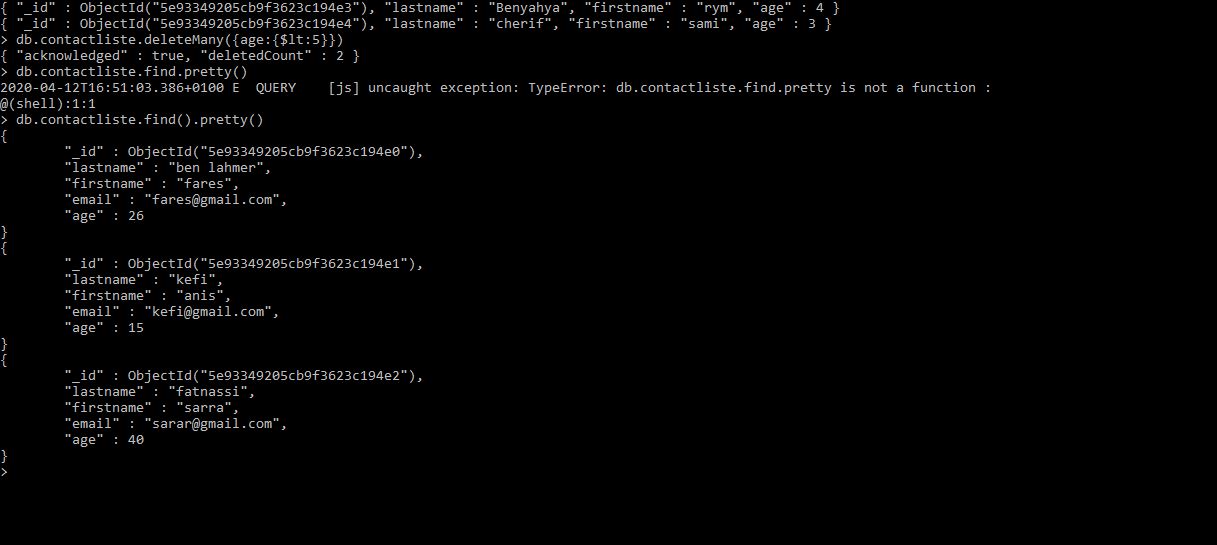 { "_id" : ObjectId("5e93349205cb9f3623c194e3"), "lastname" : "Benyahya", "firstname" : "rym", "age" : 4 }
{ "_id" : ObjectId("5e93349205cb9f3623c194e4"), "lastname" : "cherif", "firstname" : "sami", "age" : 3 }
> db.contactliste.deleteMany({age:{$lt:5}})
{ "acknowledged" : true, "deletedCount" : 2 }
> db.contactliste.find.pretty()
2020-04-12T16:51:03.386+0100 E  QUERY    [js] uncaught exception: TypeError: db.contactliste.find.pretty is not a function :
@(shell):1:1
> db.contactliste.find().pretty()
{
        "_id" : ObjectId("5e93349205cb9f3623c194e0"),
        "lastname" : "ben lahmer",
        "firstname" : "fares",
        "email" : "fares@gmail.com",
        "age" : 26
}
{
        "_id" : ObjectId("5e93349205cb9f3623c194e1"),
        "lastname" : "kefi",
        "firstname" : "anis",
        "email" : "kefi@gmail.com",
        "age" : 15
}
{
        "_id" : ObjectId("5e93349205cb9f3623c194e2"),
        "lastname" : "fatnassi",
        "firstname" : "sarra",
        "email" : "sarar@gmail.com",
        "age" : 40
}
>